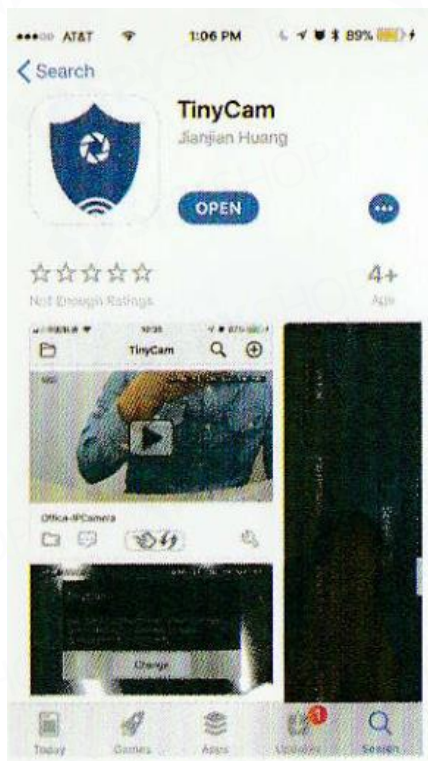 AT&T 1:06 PM 89%
Search
TinyCam
Jianjian Huang
OPEN
4+
Not Enough Ratings
Age
TinyCam
Office-IPCamera
Change
1
Today Games Apps Updates Search